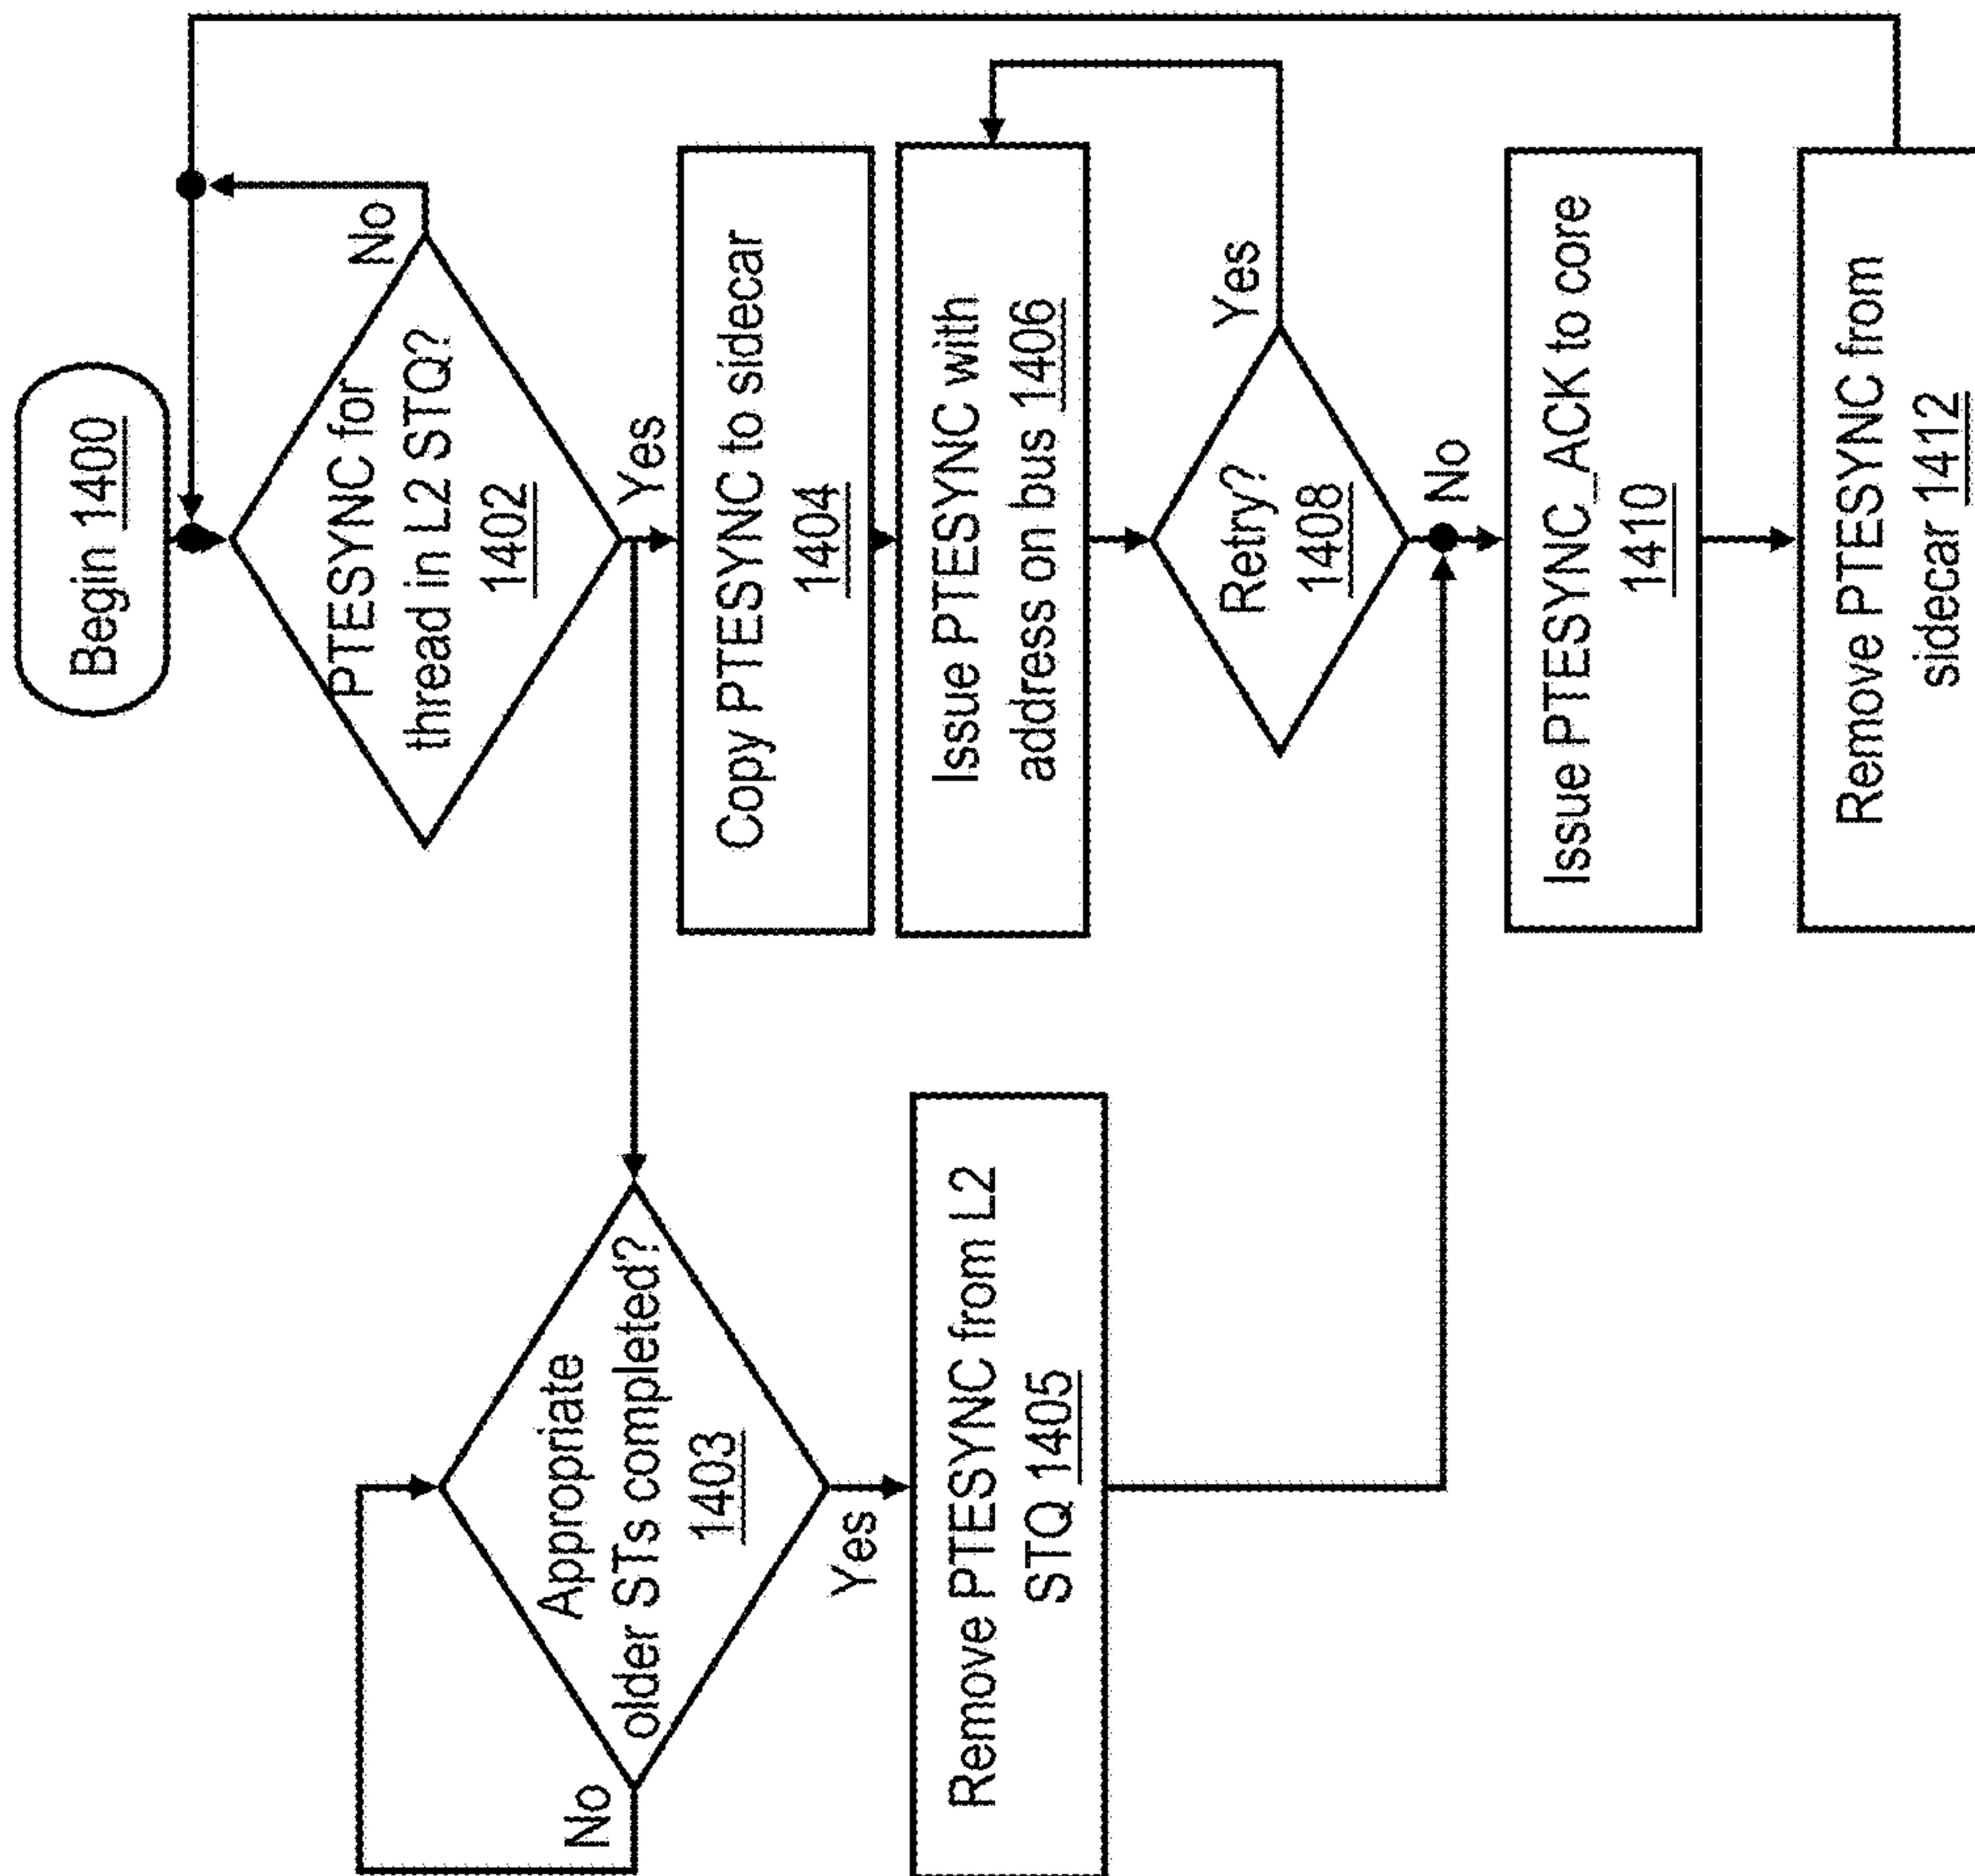 Begin 1400
PTESYNC for
thread in L2 STQ?
1402
No
Yes
Copy PTESYNC to sidecar
1404
Issue PTESYNC with
address on bus 1406
Retry?
1408
Yes
No
Issue PTESYNC_ACK to core
1410
Remove PTESYNC from
sidecar 1412
Appropriate
older STs completed?
1403
No
Yes
Remove PTESYNC from L2
STQ 1405